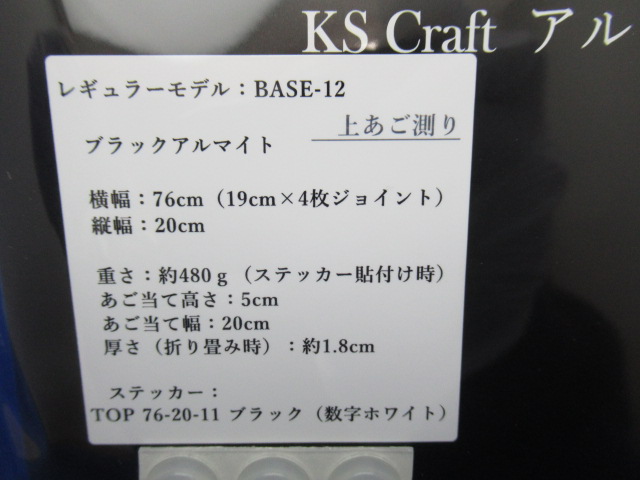 KS Craft アル
レギュラーモデル：BASE-12
上あご測り
ブラックアルマイト
横幅：76cm（19cm×4枚ジョイント）
縦幅：20cm
重さ：約480ｇ（ステッカー貼付け時）
あご当て高さ：5cm
あご当て幅：20cm
厚さ（折り畳み時）：約1.8cm
ステッカー：
TOP 76-20-11 ブラック（数字ホワイト）